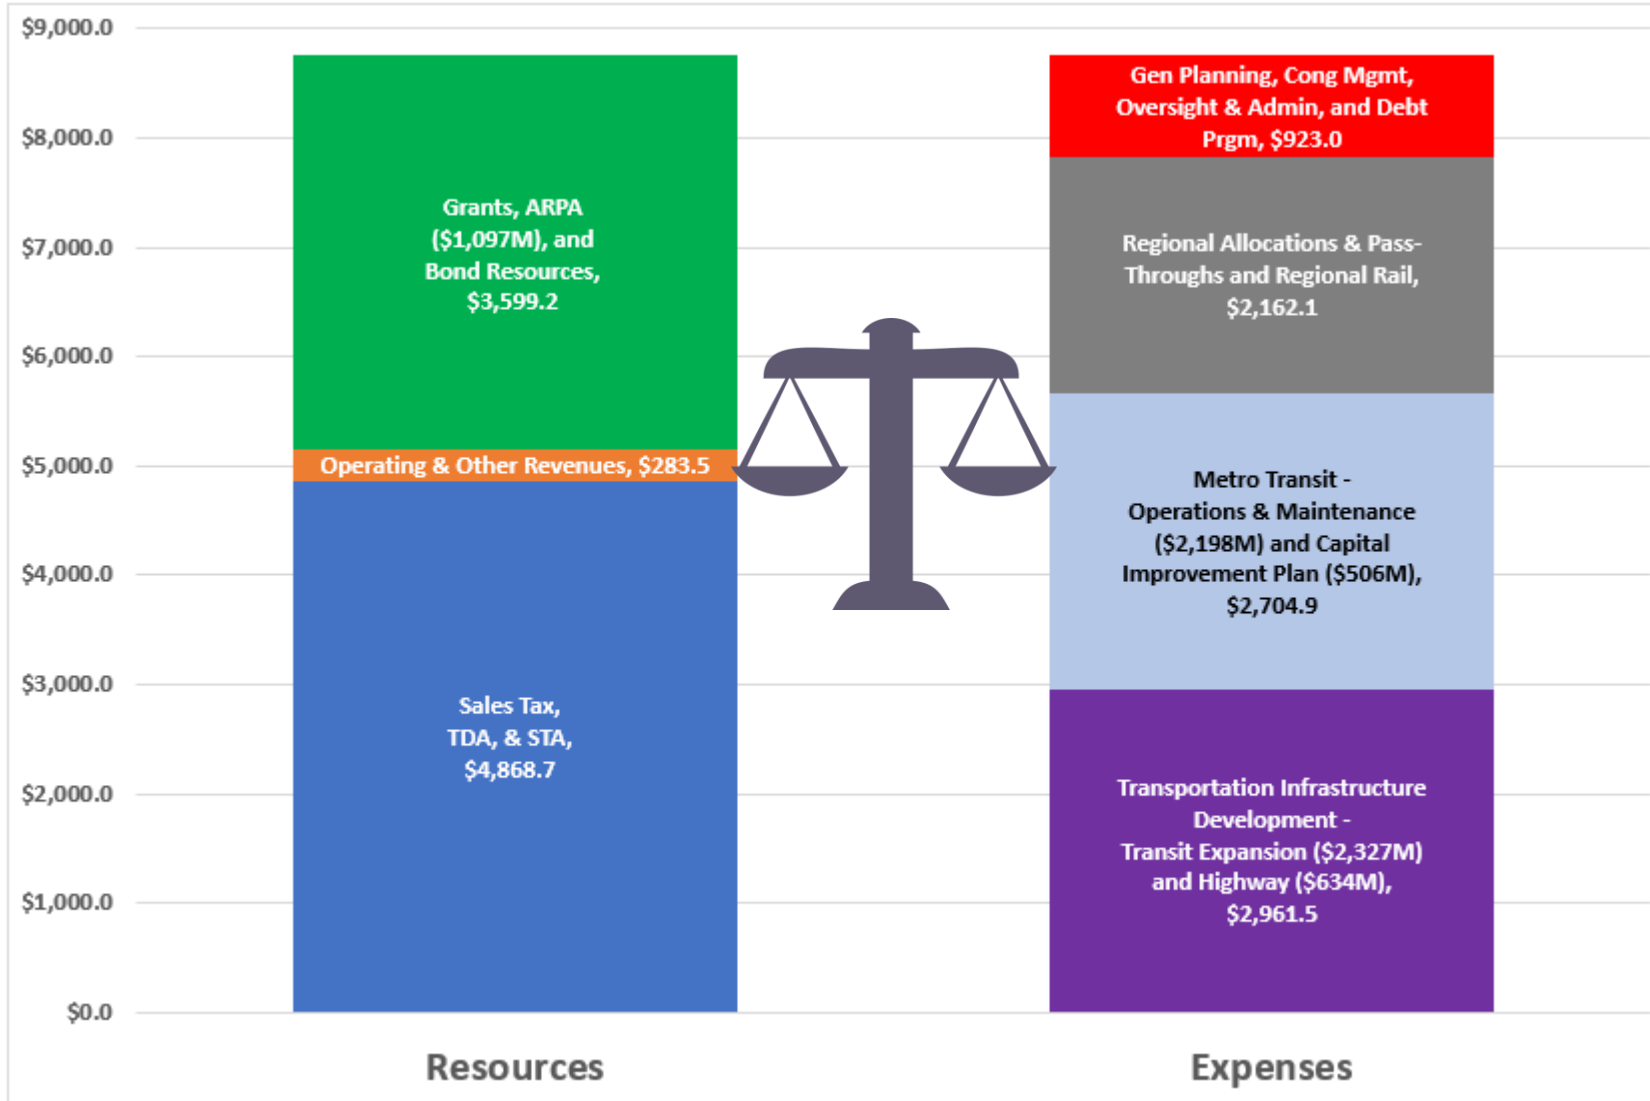 $9,000.0
$8,000.0
$7,000.0
$6,000.0
$5,000.0
$4,000.0
$3,000.0
$2,000.0
$1,000.0
$0.0
Grants, ARPA
($1,097M), and
Bond Resources,
$3,599.2
Operating & Other Revenues, $283.5
Sales Tax,
TDA, & STA,
$4,868.7
Resources
Gen Planning, Cong Mgmt,
Oversight & Admin, and Debt
Prgm, $923.0
Regional Allocations & Pass-
Throughs and Regional Rail,
$2,162.1
Metro Transit -
Operations & Maintenance
($2,198M) and Capital
Improvement Plan ($506M),
$2,704.9
Transportation Infrastructure
Development -
Transit Expansion ($2,327M)
and Highway ($634M),
$2,961.5
Expenses